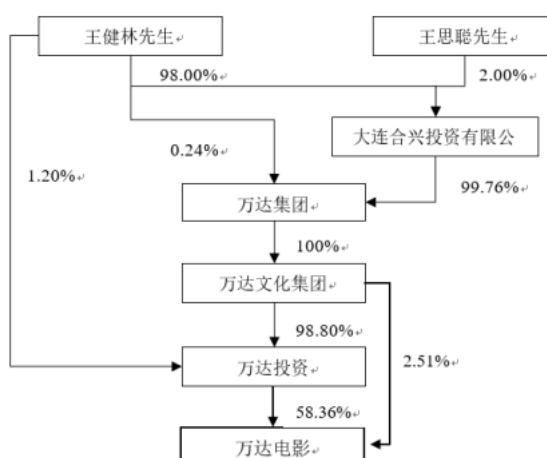 王健林先生
王思聪先生
98.00%
2.00%
大连合兴投资有限公
0.24%
1.20%
99.76%
万达集团
100%
万达文化集团
98.80%
2.51%
万达投资
58.36%
万达电影